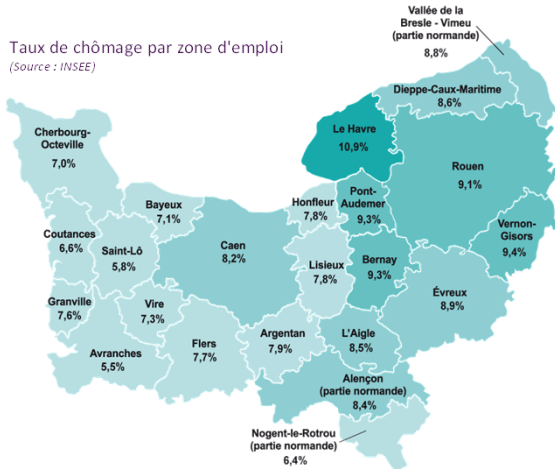 Taux de chômage par zone d'emploi
(Source : INSEE)
Vallée de la
Bresle - Vimeu
(partie normande)
8,8%
Dieppe-Caux-Maritime
8,6%
Le Havre
10,9%
Cherbourg-
Octeville
7,0%
Rouen
9,1%
Honfleur
7,8%
Pont-
Audemer
9,3%
Bayeux
7,1%
Vernon-
Gisors
9,4%
Coutances
6,6%
Saint-Lô
5,8%
Caen
8,2%
Lisieux
7,8%
Bernay
9,3%
Évreux
8,9%
Granville
7,6%
Vire
7,3%
Flers
7,7%
Argentan
7,9%
L'Aigle
8,5%
Avranches
5,5%
Alençon
(partie normande)
8,4%
Nogent-le-Rotrou
(partie normande)
6,4%